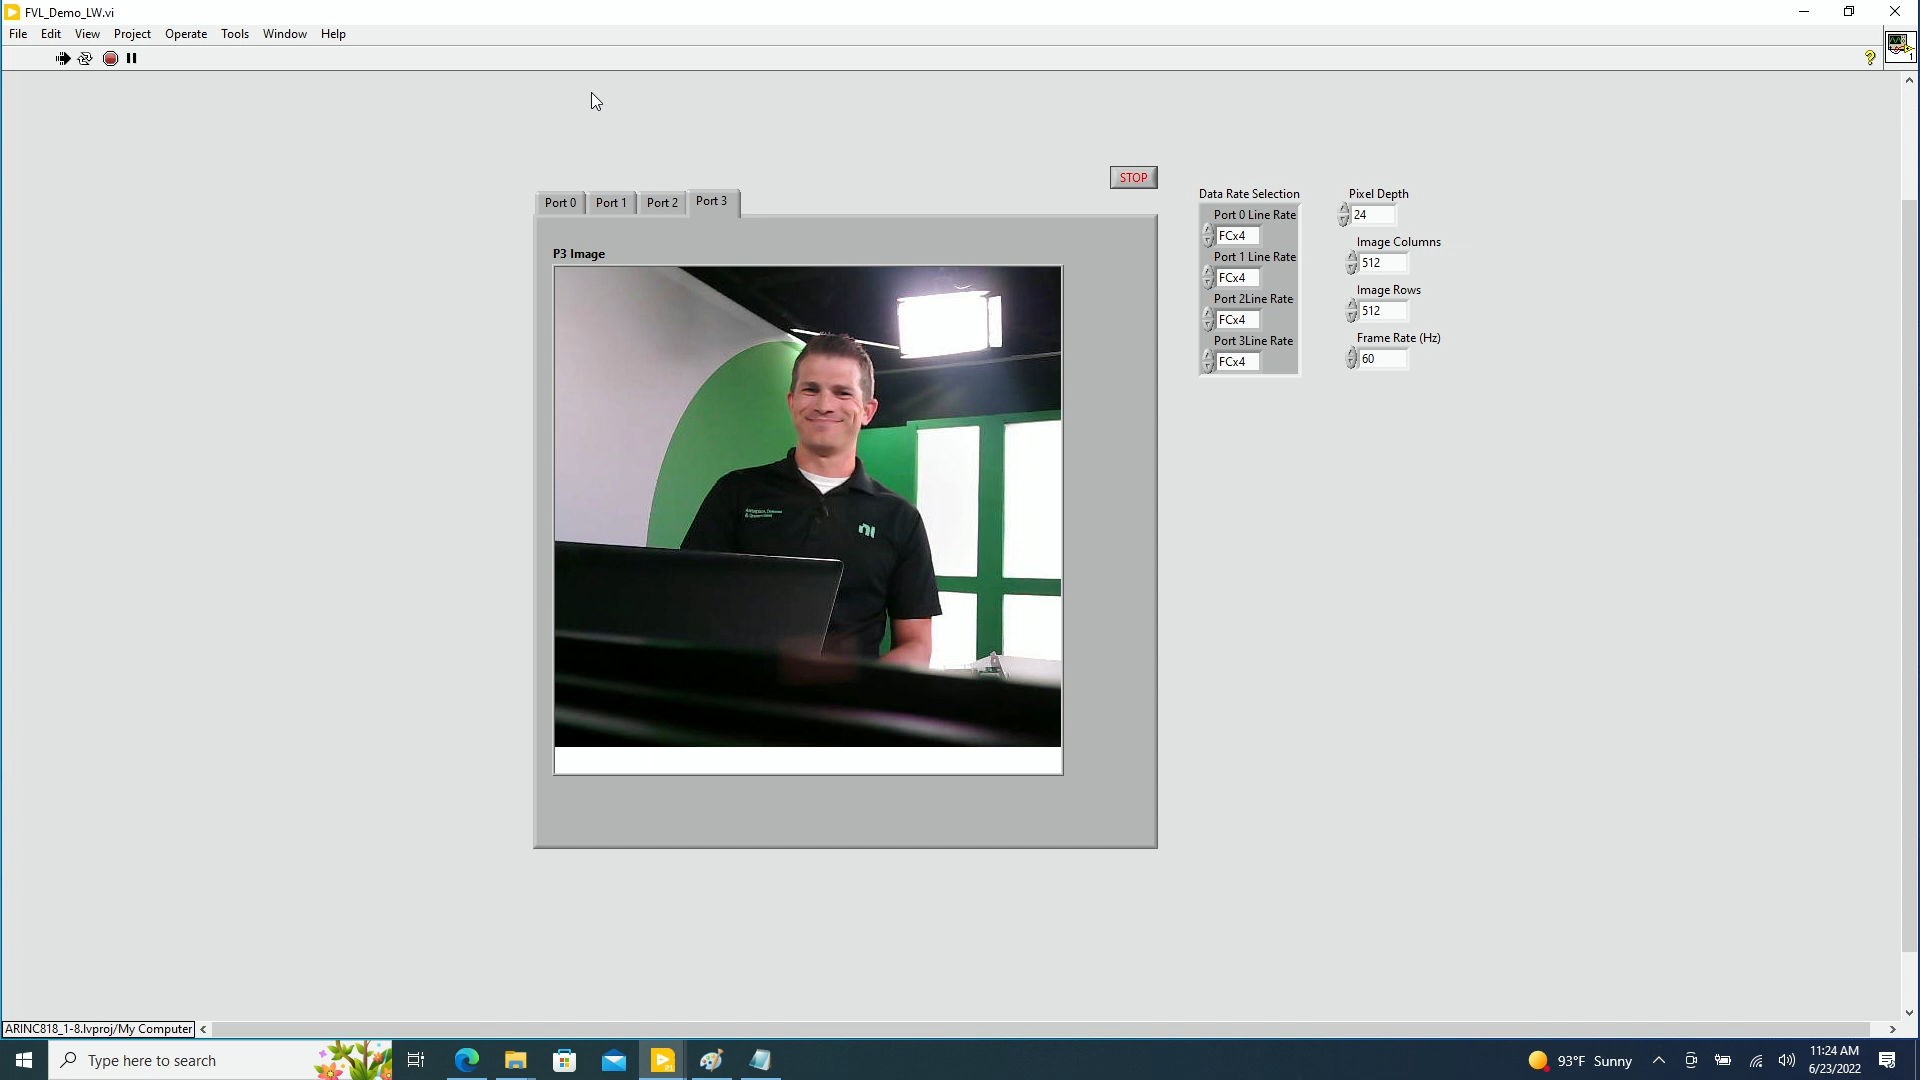 FVL_Demo_LW.vi
File Edit View Project Operate Tools Window Help
1
STOP
Port 0 Port 1 Port 2 Port 3
P3 Image
ni
Data Rate Selection
Port 0 Line Rate
FCx4
Port 1 Line Rate
FCx4
Port 2Line Rate
FCx4
Port 3Line Rate
FCx4
Pixel Depth
24
Image Columns
512
Image Rows
512
Frame Rate (Hz)
60
ARINC818_1-8.lvproj/My Computer
Type here to search
93°F Sunny
11:24 AM
6/23/2022